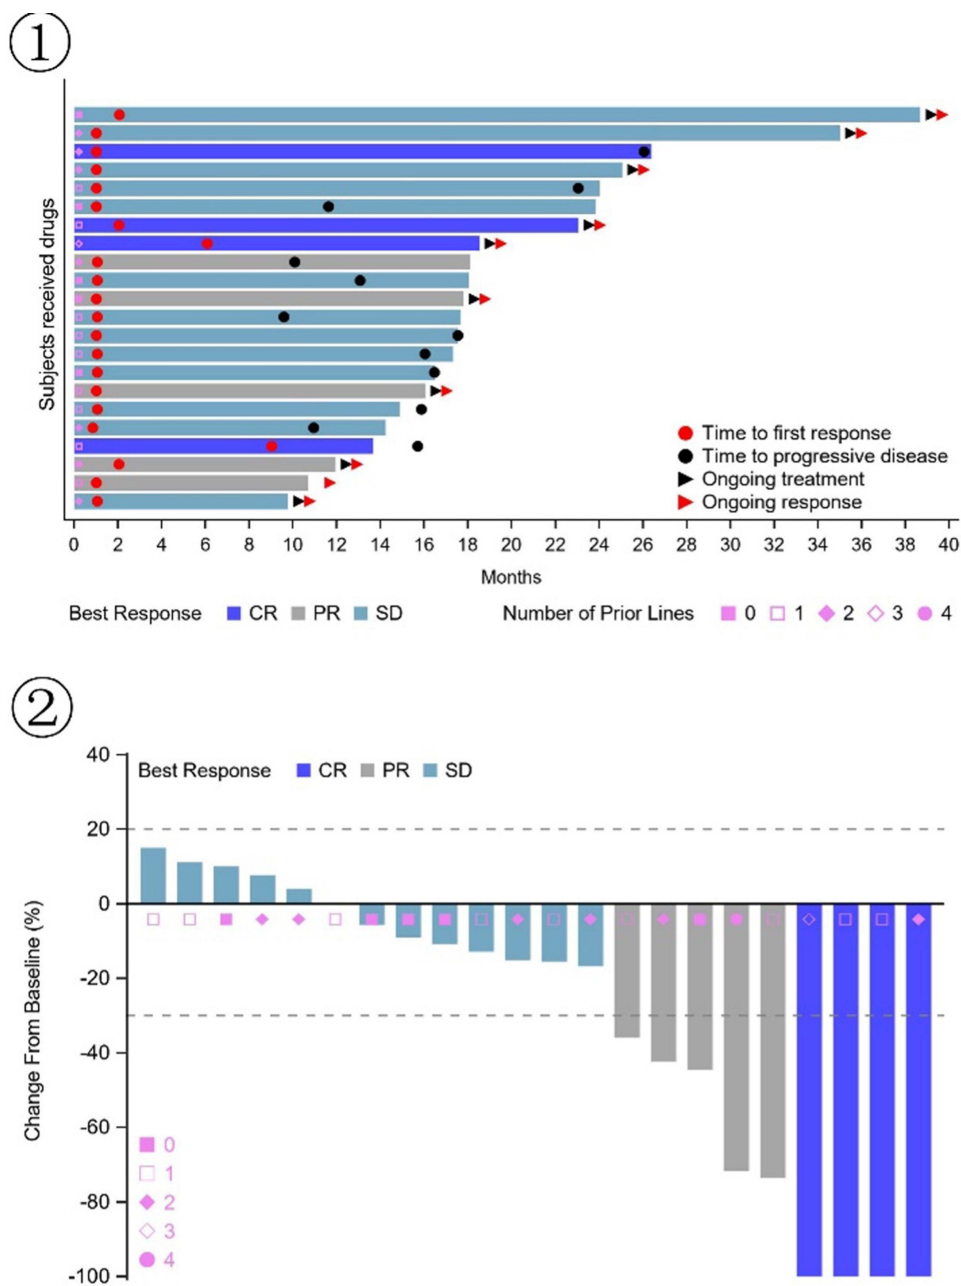 ①
Subjects received drugs
Time to first response
Time to progressive disease
Ongoing treatment
Ongoing response
0 2 4 6 8 10 12 14 16 18 20 22 24 26 28 30 32 34 36 38 40
Months
Best Response CR PR SD Number of Prior Lines 0 1 2 3 4
②
Best Response CR PR SD
Change From Baseline (%)
40
20
0
-20
-40
-60
-80
-100
0
1
2
3
4